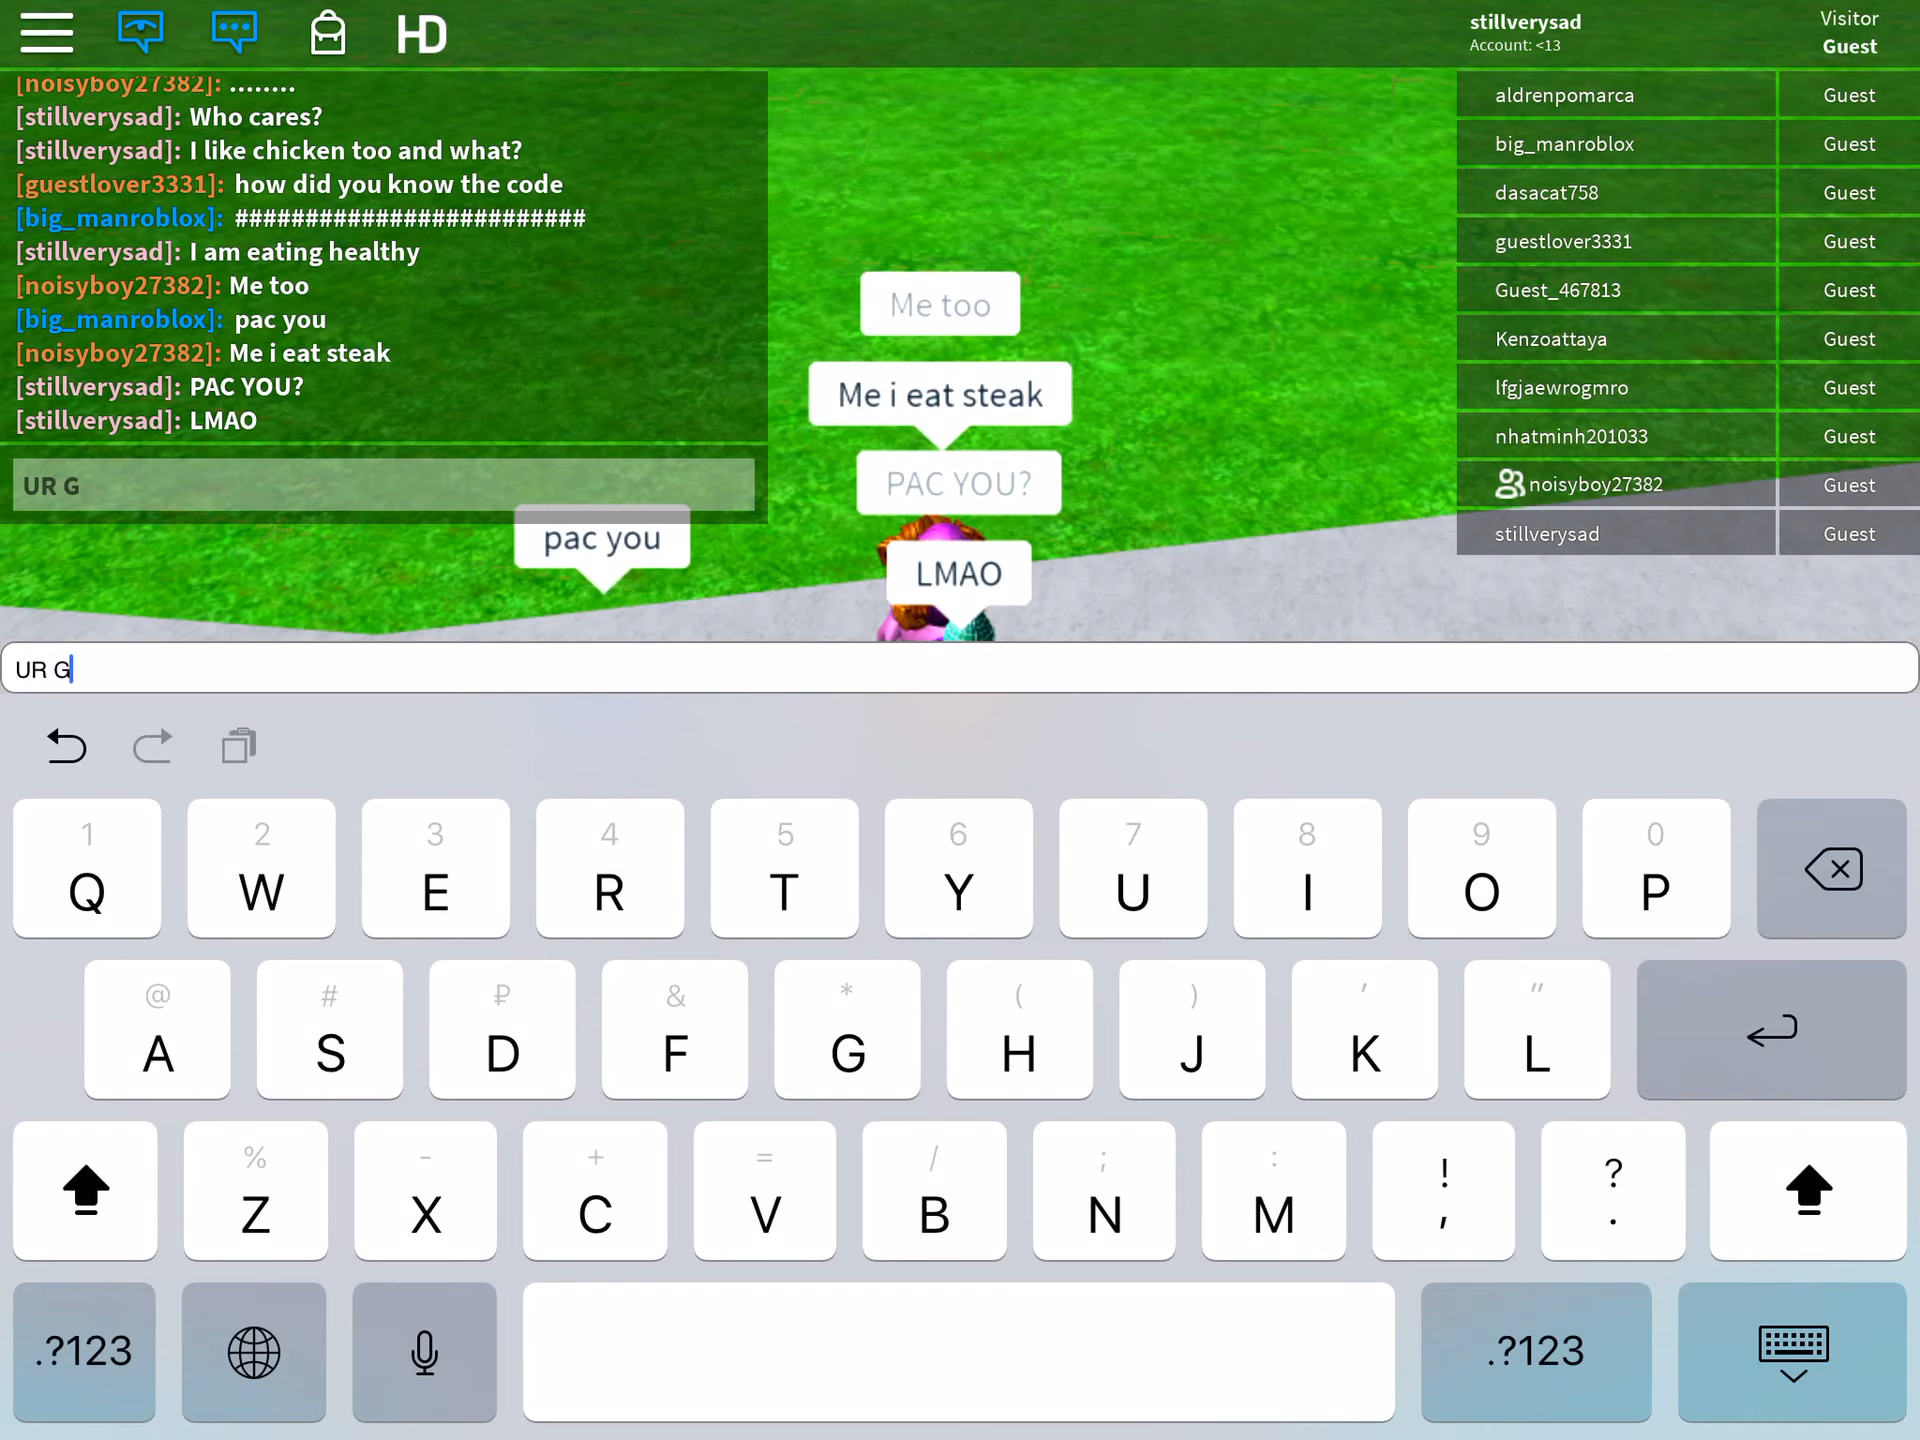 HD
stillverysad
Account: <13
Visitor
Guest
[noisyboy27382]: ........
[stillverysad]: Who cares?
[stillverysad]: I like chicken too and what?
[guestlover3331]: how did you know the code
[big_manroblox]: #########################
[stillverysad]: I am eating healthy
[noisyboy27382]: Me too
[big_manroblox]: pac you
[noisyboy27382]: Me i eat steak
[stillverysad]: PAC YOU?
[stillverysad]: LMAO
UR G
aldrenpomarca Guest
big_manroblox Guest
dasacat758 Guest
guestlover3331 Guest
Guest_467813 Guest
Kenzoattaya Guest
lfgjaewrogmro Guest
nhatminh201033 Guest
noisyboy27382 Guest
stillverysad Guest
Me too
Me i eat steak
PAC YOU?
pac you
LMAO
UR G
1 2 3 4 5 6 7 8 9 0
Q W E R T Y U I O P
@ # ₽ & * ( ) ' "
A S D F G H J K L
% - + = / ; : ! ?
Z X C V B N M , .
.?123 .?123